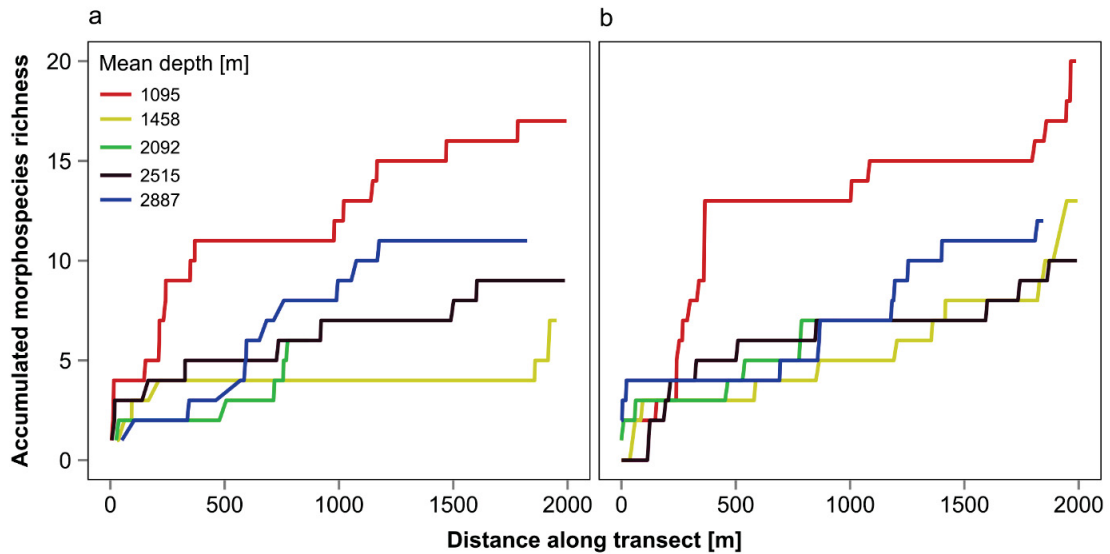 a
b
Accumulated morphospecies richness
20
15
10
5
0
Mean depth [m]
1095
1458
2092
2515
2887
0 500 1000 1500 2000
0 500 1000 1500 2000
Distance along transect [m]